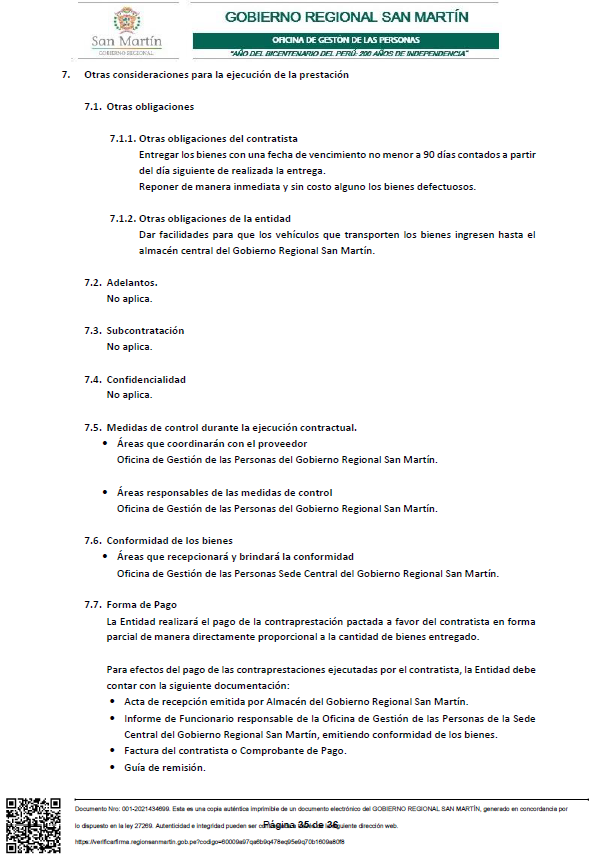 San Martín
GOBIERNO REGIONAL
GOBIERNO REGIONAL SAN MARTÍN
OFICINA DE GESTÓN DE LAS PERSONAS
"AÑO DEL BICENTENARIO DEL PERÚ: 200 AÑOS DE INDEPENDENCIA"
7. Otras consideraciones para la ejecución de la prestación
7.1. Otras obligaciones
7.1.1. Otras obligaciones del contratista
Entregar los bienes con una fecha de vencimiento no menor a 90 días contados a partir
del día siguiente de realizada la entrega.
Reponer de manera inmediata y sin costo alguno los bienes defectuosos.
7.1.2. Otras obligaciones de la entidad
Dar facilidades para que los vehículos que transporten los bienes ingresen hasta el
almacén central del Gobierno Regional San Martín.
7.2. Adelantos.
No aplica.
7.3. Subcontratación
No aplica.
7.4. Confidencialidad
No aplica.
7.5. Medidas de control durante la ejecución contractual.
• Áreas que coordinarán con el proveedor
Oficina de Gestión de las Personas del Gobierno Regional San Martín.
• Áreas responsables de las medidas de control
Oficina de Gestión de las Personas del Gobierno Regional San Martín.
7.6. Conformidad de los bienes
• Áreas que recepcionará y brindará la conformidad
Oficina de Gestión de las Personas Sede Central del Gobierno Regional San Martín.
7.7. Forma de Pago
La Entidad realizará el pago de la contraprestación pactada a favor del contratista en forma
parcial de manera directamente proporcional a la cantidad de bienes entregado.
Para efectos del pago de las contraprestaciones ejecutadas por el contratista, la Entidad debe
contar con la siguiente documentación:
• Acta de recepción emitida por Almacén del Gobierno Regional San Martín.
• Informe de Funcionario responsable de la Oficina de Gestión de las Personas de la Sede
Central del Gobierno Regional San Martín, emitiendo conformidad de los bienes.
• Factura del contratista o Comprobante de Pago.
• Guía de remisión.
Documento Nro: 001-2021434699. Esta es una copia auténtica imprimible de un documento electrónico del GOBIERNO REGIONAL SAN MARTÍN, generado en concordancia por
lo dispuesto en la ley 27269. Autenticidad e integridad pueden ser siguiente dirección web.
Página 35 de 36